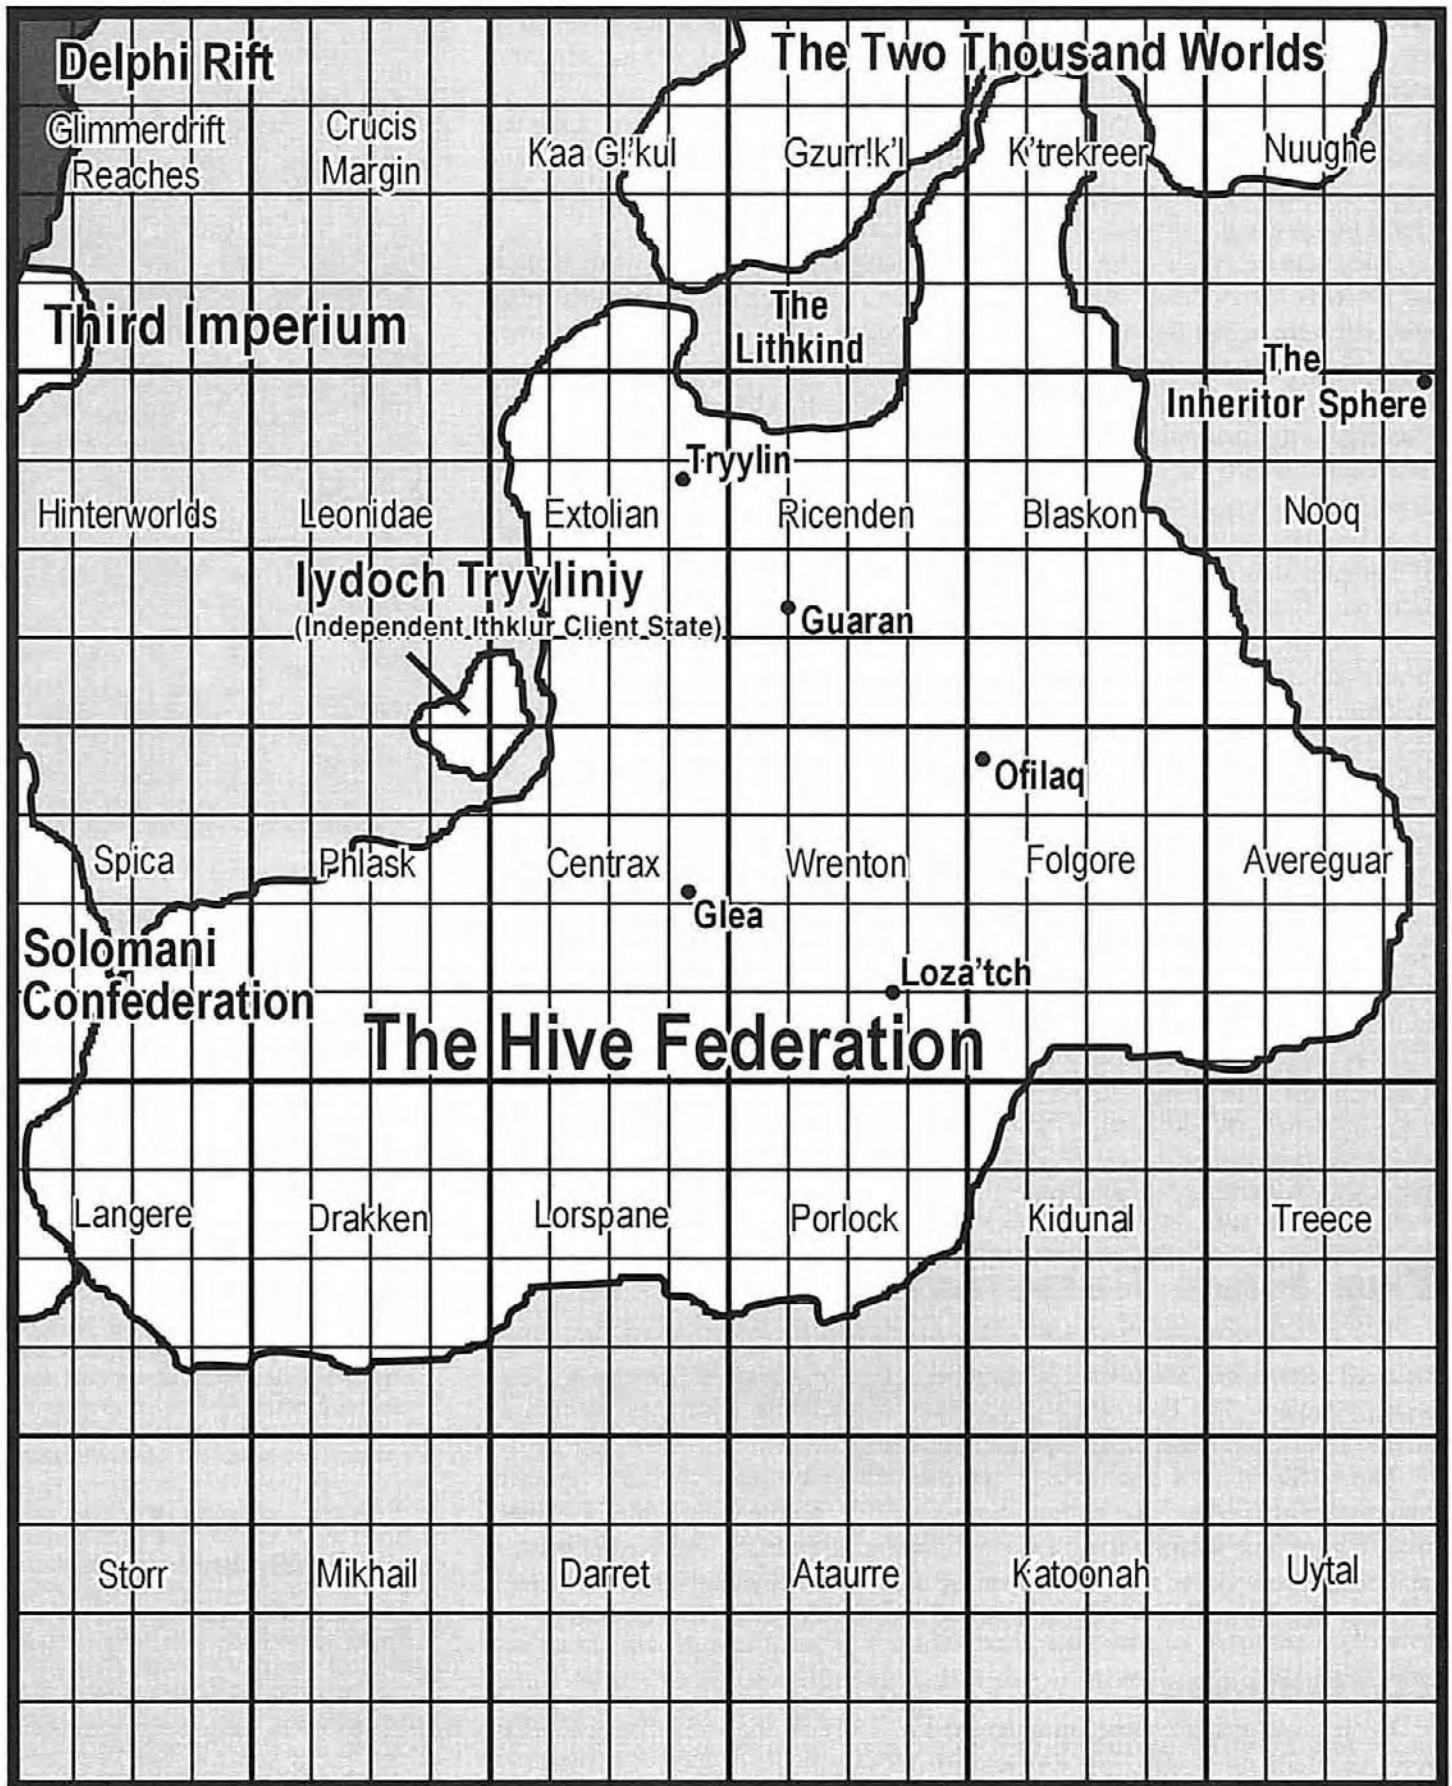 Delphi Rift
The Two Thousand Worlds
Glimmerdrift
Reaches
Crucis
Margin
Kaa G!'kul
Gzurr!k'l
K'trekreer
Nuughe
Third Imperium
The
Lithkind
The
Inheritor Sphere
Tryylin
Hinterworlds
Leonidae
Extolian
Ricenden
Blaskon
Nooq
Iydoch Tryyliniy
(Independent Ithklur Client State)
Guaran
Ofilaq
Spica
Phlask
Centrax
Wrenton
Folgore
Avereguar
Glea
Solomani
Confederation
Loza'tch
The Hive Federation
Langere
Drakken
Lorspane
Porlock
Kidunal
Treece
Storr
Mikhail
Darret
Ataurre
Katoonah
Uytal